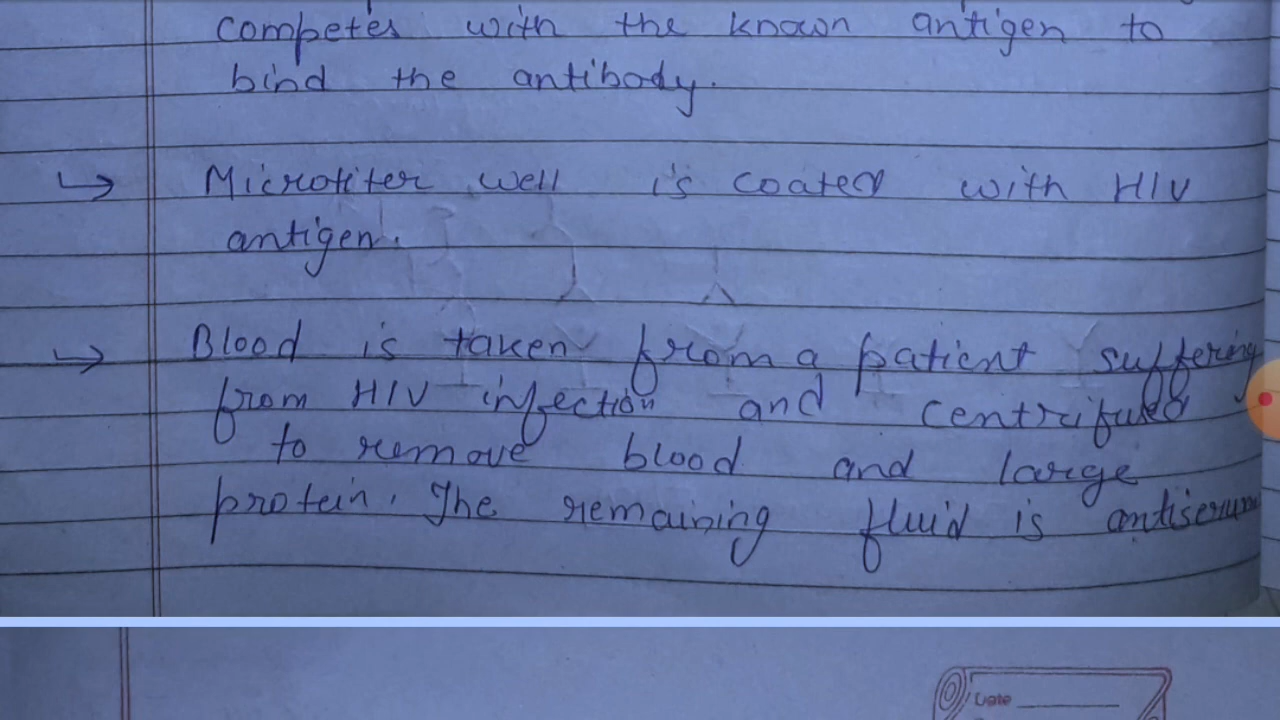 competes with the known antigen to
bind the antibody.
↳ Microtiter well is coated with HIV
antigen.
↳ Blood is taken from a patient suffering
from HIV infection and centrifuged
to remove blood and large
protein. The remaining fluid is antiserum
Date